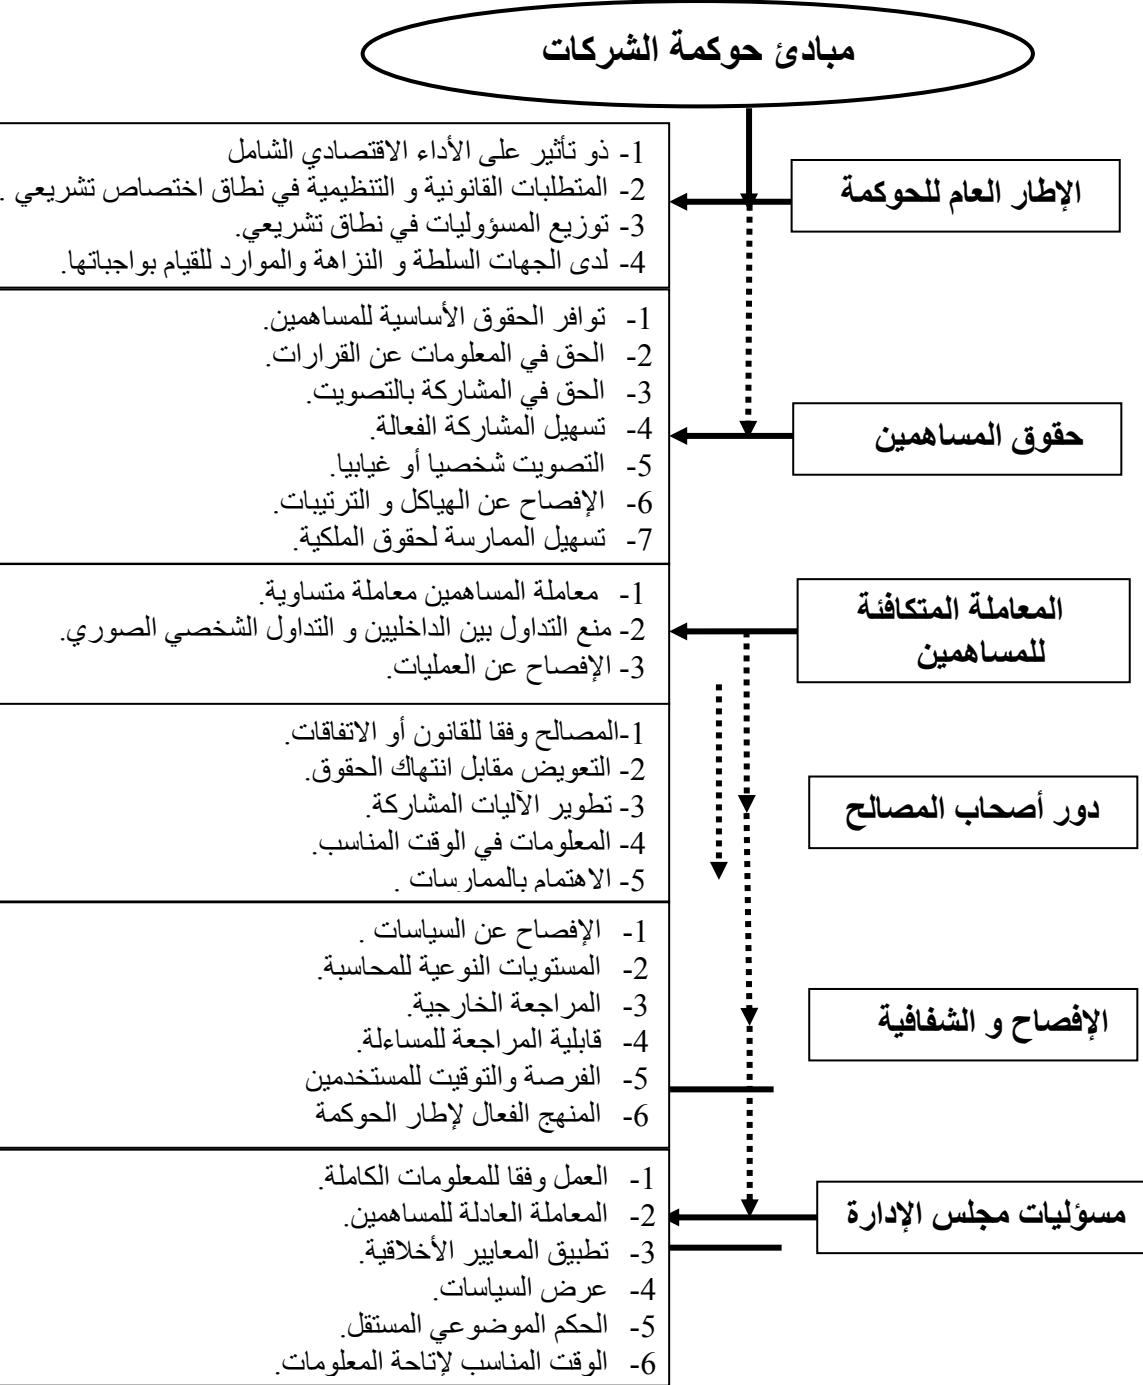 مبادئ حوكمة الشركات
الإطار العام للحوكمة
1- ذو تأثير على الأداء الاقتصادي الشامل
2- المتطلبات القانونية و التنظيمية في نطاق اختصاص تشريعي .
3- توزيع المسؤوليات في نطاق تشريعي.
4- لدى الجهات السلطة و النزاهة والموارد للقيام بواجباتها.
حقوق المساهمين
1- توافر الحقوق الأساسية للمساهمين.
2- الحق في المعلومات عن القرارات.
3- الحق في المشاركة بالتصويت.
4- تسهيل المشاركة الفعالة.
5- التصويت شخصيا أو غيابيا.
6- الإفصاح عن الهياكل و الترتيبات.
7- تسهيل الممارسة لحقوق الملكية.
المعاملة المتكافئة
للمساهمين
1- معاملة المساهمين معاملة متساوية.
2- منع التداول بين الداخليين و التداول الشخصي الصوري.
3- الإفصاح عن العمليات.
دور أصحاب المصالح
1-المصالح وفقا للقانون أو الاتفاقات.
2- التعويض مقابل انتهاك الحقوق.
3- تطوير الآليات المشاركة.
4- المعلومات في الوقت المناسب.
5- الاهتمام بالممارسات .
الإفصاح و الشفافية
1- الإفصاح عن السياسات .
2- المستويات النوعية للمحاسبة.
3- المراجعة الخارجية.
4- قابلية المراجعة للمساءلة.
5- الفرصة والتوقيت للمستخدمين
6- المنهج الفعال لإطار الحوكمة
مسؤليات مجلس الإدارة
1- العمل وفقا للمعلومات الكاملة.
2- المعاملة العادلة للمساهمين.
3- تطبيق المعايير الأخلاقية.
4- عرض السياسات.
5- الحكم الموضوعي المستقل.
6- الوقت المناسب لإتاحة المعلومات.